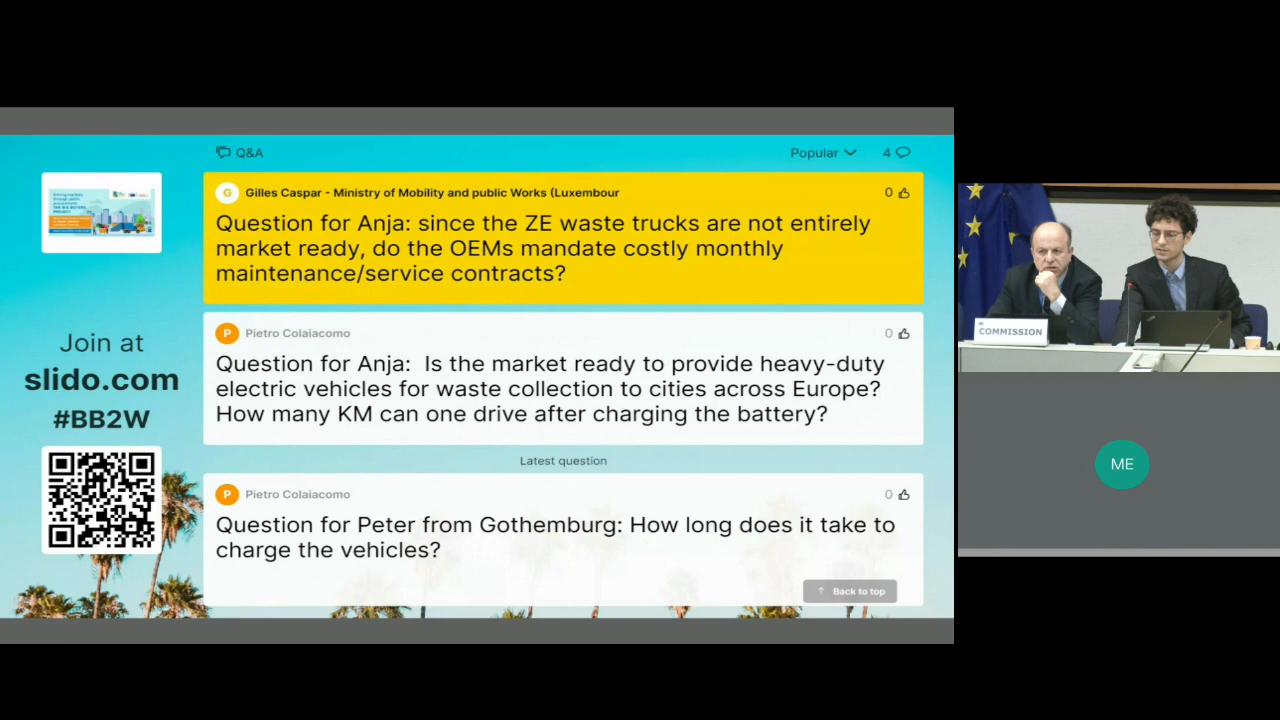 Q&A
Popular
4
G
Gilles Caspar - Ministry of Mobility and public Works (Luxembour
0
Question for Anja: since the ZE waste trucks are not entirely
market ready, do the OEMs mandate costly monthly
maintenance/service contracts?
Join at
slido.com
#BB2W
P
Pietro Colaiacomo
0
Question for Anja: Is the market ready to provide heavy-duty
electric vehicles for waste collection to cities across Europe?
How many KM can one drive after charging the battery?
Latest question
P
Pietro Colaiacomo
0
Question for Peter from Gothemburg: How long does it take to
charge the vehicles?
↑ Back to top
COMMISSION
ME